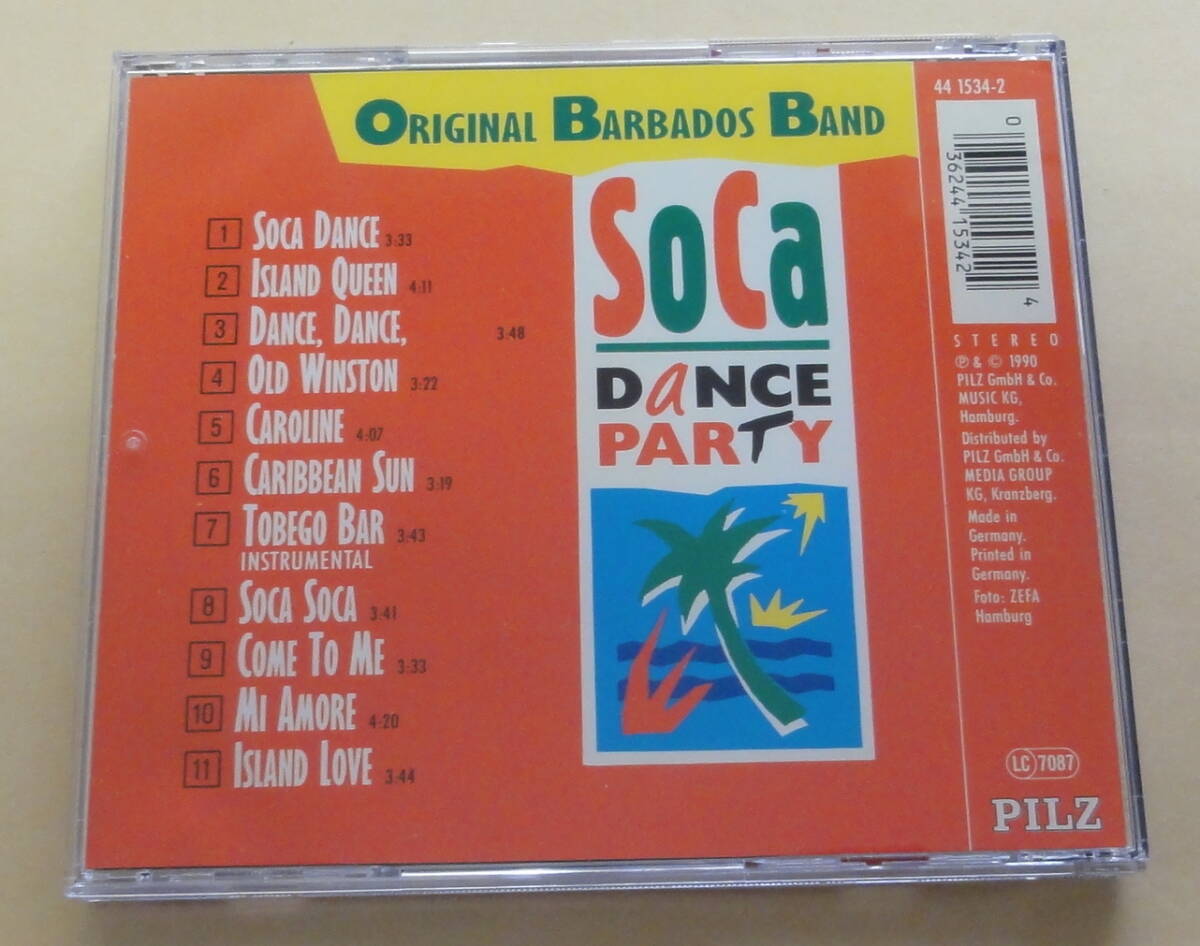 ORIGINAL BARBADOS BAND
1 SOCA DANCE 3:33
2 ISLAND QUEEN 4:11
3 DANCE, DANCE, 3:48
4 OLD WINSTON 3:22
5 CAROLINE 4:07
6 CARIBBEAN SUN 3:19
7 TOBEGO BAR 3:43
INSTRUMENTAL
8 SOCA SOCA 3:41
9 COME TO ME 3:33
10 MI AMORE 4:20
11 ISLAND LOVE 3:44
SoCa
DaNCE
PARTY
44 1534-2
0 36244 15342 4
STEREO
℗ & © 1990
PILZ GmbH & Co.
MUSIC KG,
Hamburg.
Distributed by
PILZ GmbH & Co.
MEDIA GROUP
KG, Kranzberg.
Made in
Germany.
Printed in
Germany.
Foto: ZEFA
Hamburg
LC 7087
PILZ